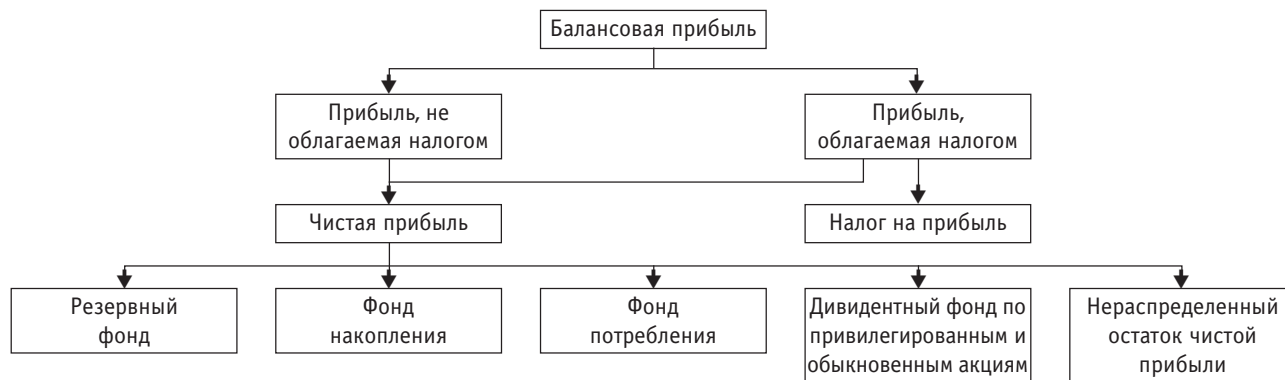 Балансовая прибыль
Прибыль, не
облагаемая налогом
Прибыль,
облагаемая налогом
Чистая прибыль
Налог на прибыль
Резервный
фонд
Фонд
накопления
Фонд
потребления
Дивидентный фонд по
привилегированным и
обыкновенным акциям
Нераспределенный
остаток чистой
прибыли